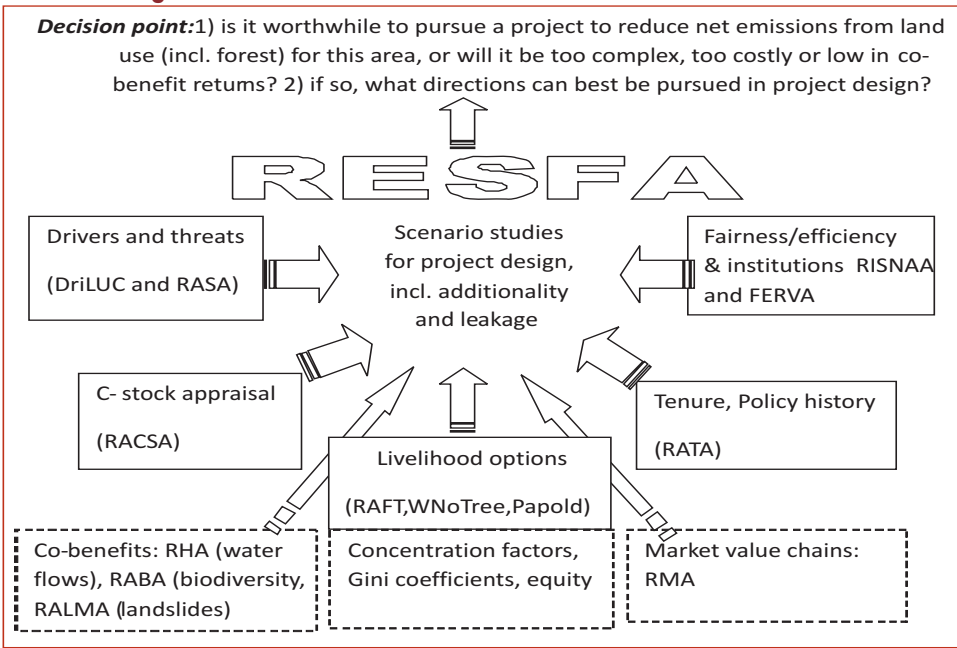 Decision point:1) is it worthwhile to pursue a project to reduce net emissions from land
use (incl. forest) for this area, or will it be too complex, too costly or low in co-
benefit returns? 2) if so, what directions can best be pursued in project design?
RESFA
Drivers and threats
(DriLUC and RASA)
Scenario studies
for project design,
incl. additionality
and leakage
Fairness/efficiency
& institutions RISNAA
and FERVA
C- stock appraisal
(RACSA)
Tenure, Policy history
(RATA)
Livelihood options
(RAFT,WNoTree,Papold)
Co-benefits: RHA (water
flows), RABA (biodiversity,
RALMA (landslides)
Concentration factors,
Gini coefficients, equity
Market value chains:
RMA